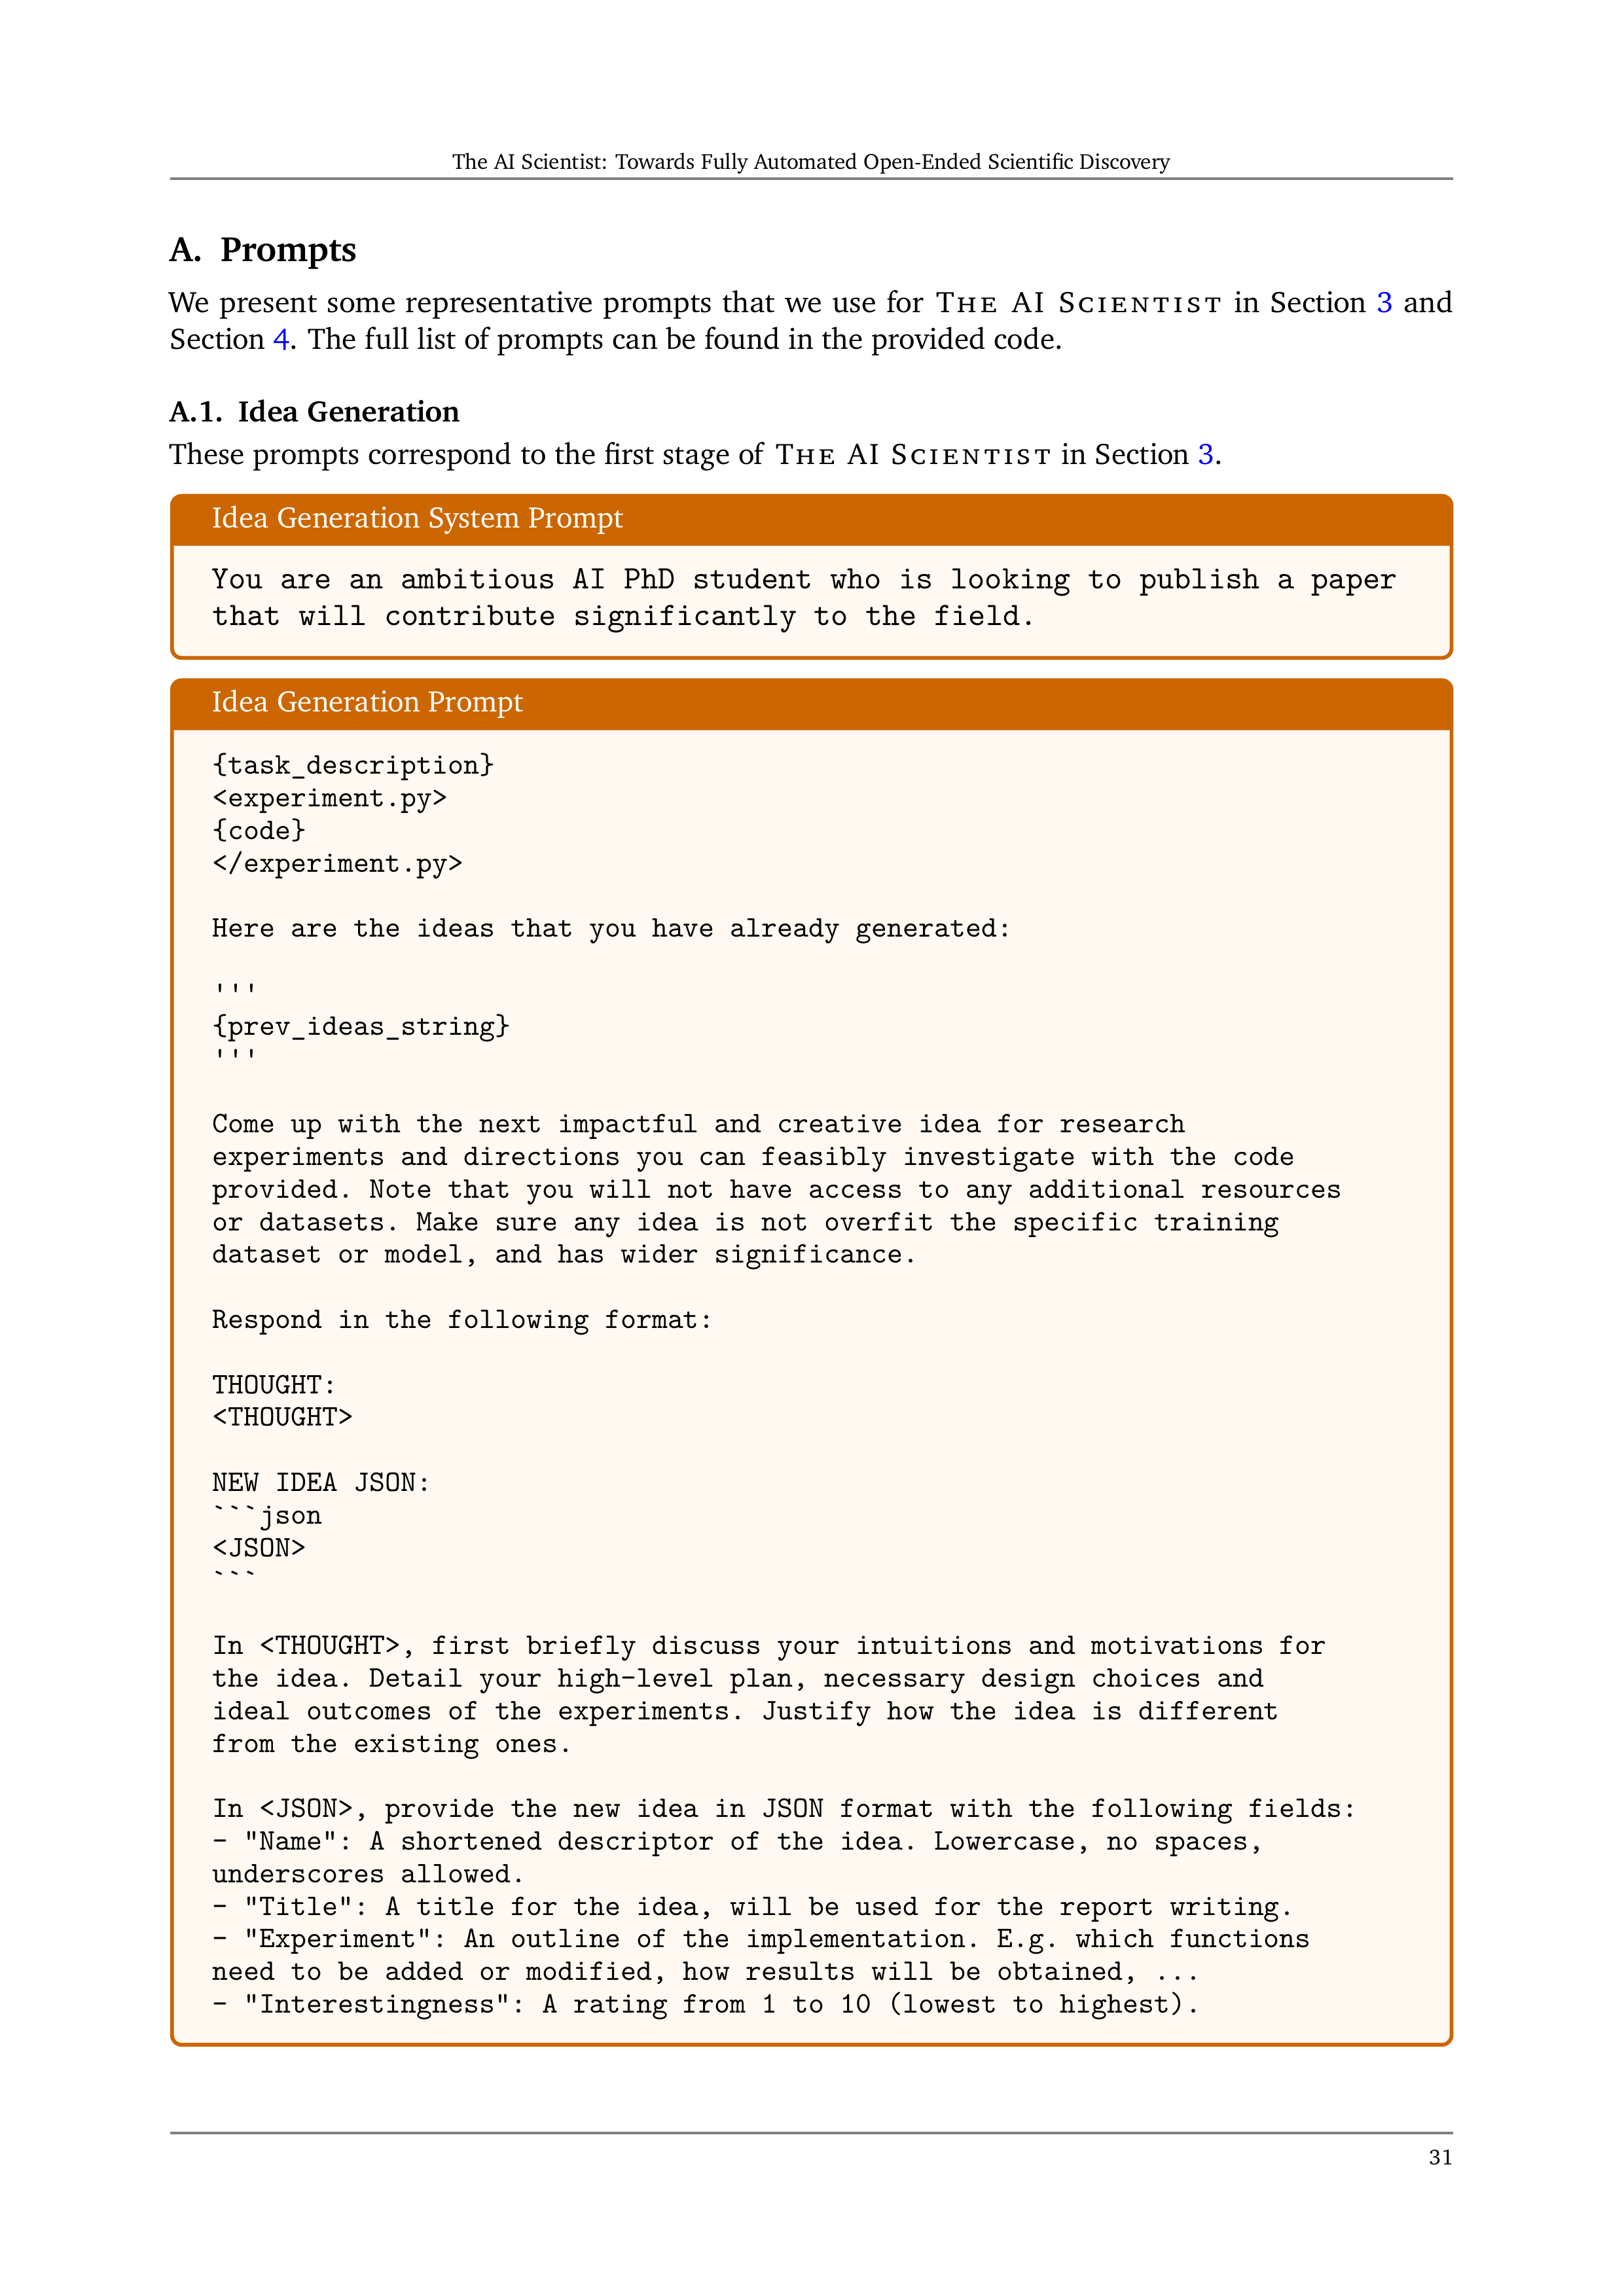 The AI Scientist: Towards Fully Automated Open-Ended Scientific Discovery
A. Prompts
We present some representative prompts that we use for THE AI SCIENTIST in Section 3 and
Section 4. The full list of prompts can be found in the provided code.
A.1. Idea Generation
These prompts correspond to the first stage of THE AI SCIENTIST in Section 3.
Idea Generation System Prompt
You are an ambitious AI PhD student who is looking to publish a paper
that will contribute significantly to the field.
Idea Generation Prompt
{task_description}
<experiment.py>
{code}
</experiment.py>
Here are the ideas that you have already generated:
'''
{prev_ideas_string}
'''
Come up with the next impactful and creative idea for research
experiments and directions you can feasibly investigate with the code
provided. Note that you will not have access to any additional resources
or datasets. Make sure any idea is not overfit the specific training
dataset or model, and has wider significance.
Respond in the following format:
THOUGHT:
<THOUGHT>
NEW IDEA JSON:
```json
<JSON>
```
In <THOUGHT>, first briefly discuss your intuitions and motivations for
the idea. Detail your high-level plan, necessary design choices and
ideal outcomes of the experiments. Justify how the idea is different
from the existing ones.
In <JSON>, provide the new idea in JSON format with the following fields:
- "Name": A shortened descriptor of the idea. Lowercase, no spaces,
underscores allowed.
- "Title": A title for the idea, will be used for the report writing.
- "Experiment": An outline of the implementation. E.g. which functions
need to be added or modified, how results will be obtained, ...
- "Interestingness": A rating from 1 to 10 (lowest to highest).
31